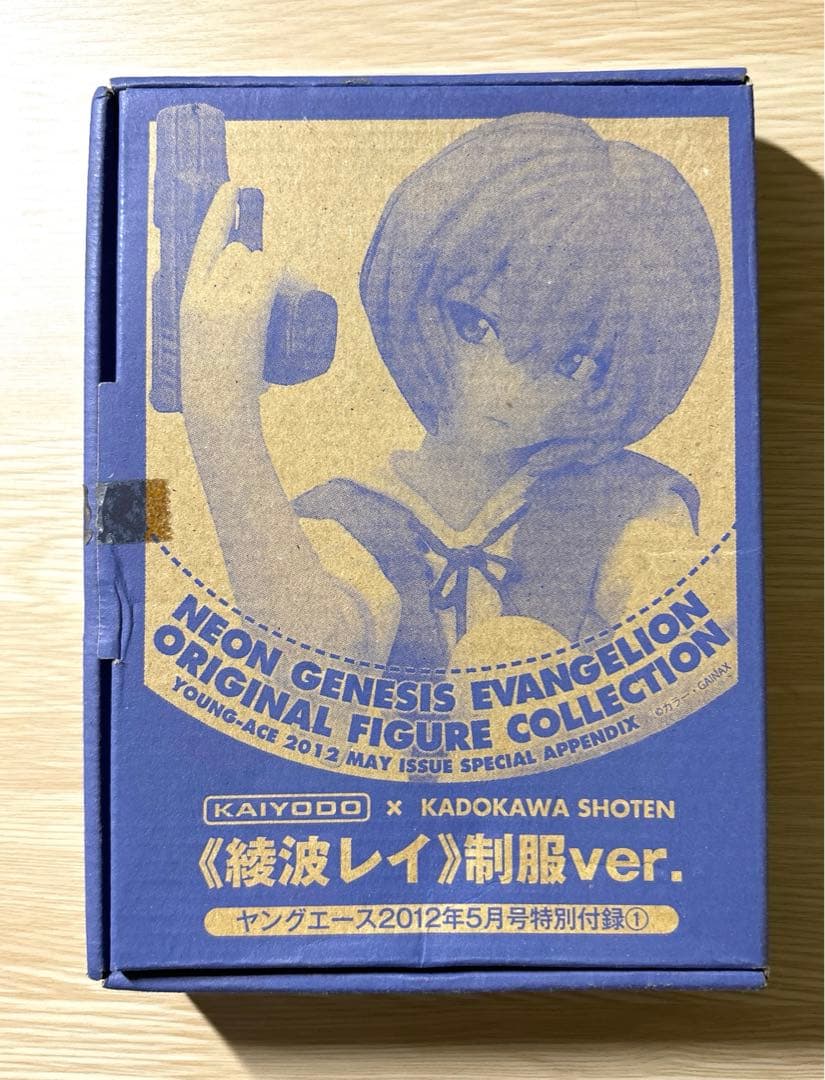 NEON GENESIS EVANGELION
ORIGINAL FIGURE COLLECTION
YOUNG-ACE 2012 MAY ISSUE SPECIAL APPENDIX
©カラー・GAINAX
KAIYODO × KADOKAWA SHOTEN
《綾波レイ》制服ver.
ヤングエース2012年5月号特別付録①